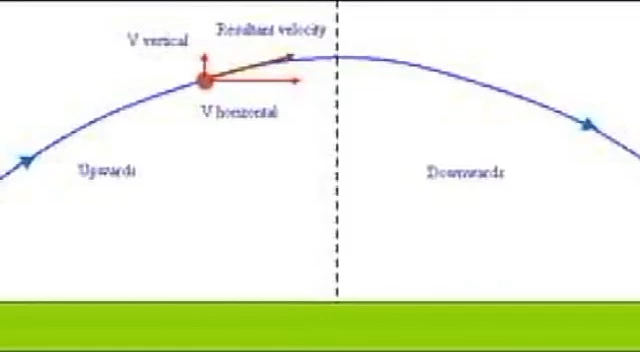 Resultant velocity
V vertical
V horizontal
Upwards
Downwards